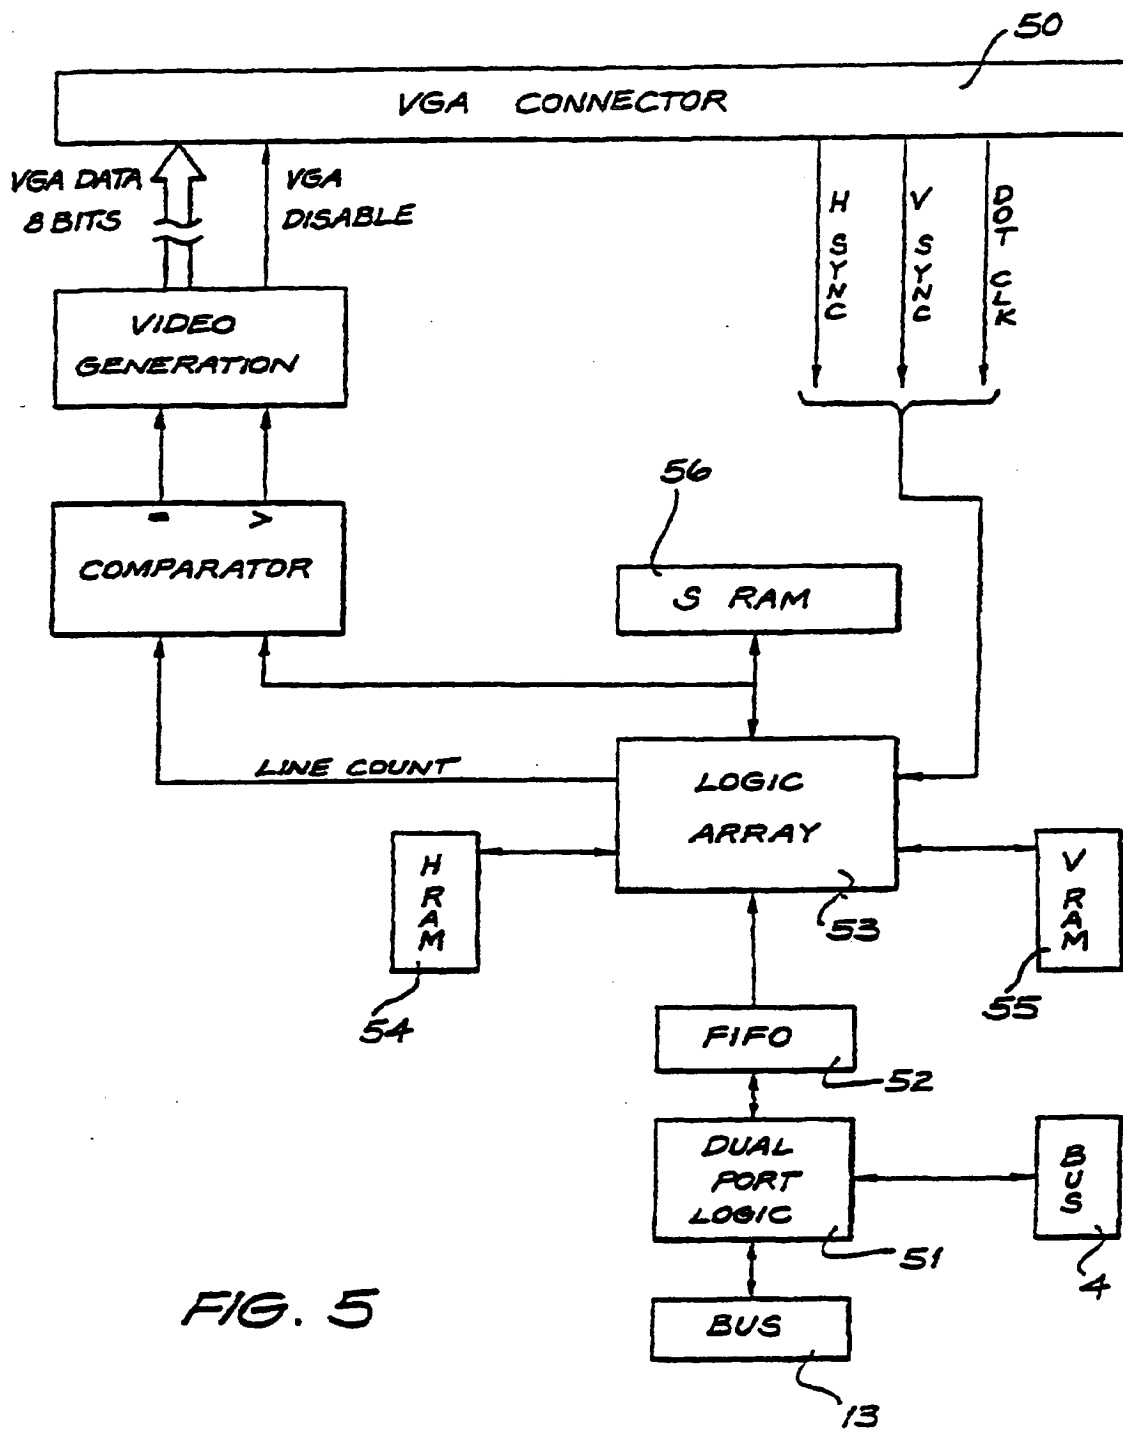 50
VGA CONNECTOR
VGA DATA
8 BITS
VGA
DISABLE
H SYNC
V SYNC
DOT CLK
VIDEO
GENERATION
= >
COMPARATOR
56
S RAM
LINE COUNT
LOGIC
ARRAY
53
H RAM
54
V RAM
55
FIFO
52
DUAL
PORT
LOGIC
51
BUS
4
BUS
13
FIG. 5